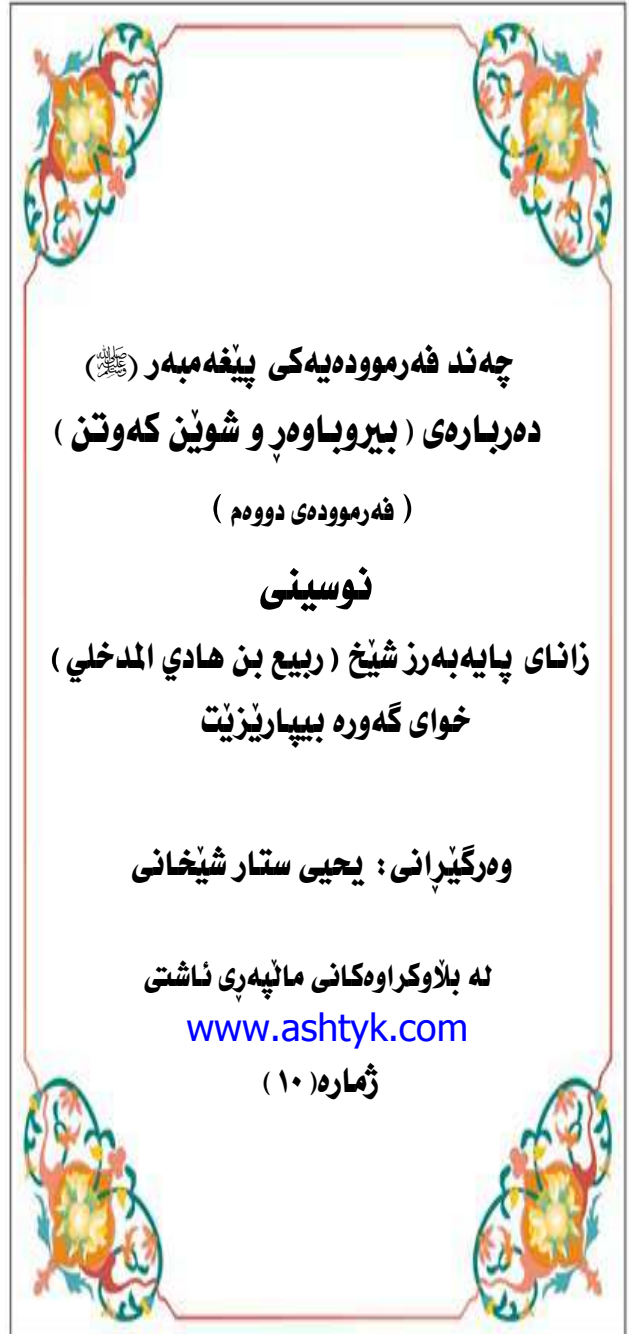 چەند فەرموودەیەکی پێغەمبەر (ﷺ)
دەربارەی ( بیروباوەڕ و شوێن کەوتن )
( فەرموودەی دووەم )
نوسینی
زانای پایەبەرز شێخ ( ربیع بن هادي المدخلي )
خوای گەورە بیپارێزێت
وەرگێڕانی : یحیی ستار شێخانی
لە بڵاوکراوەکانی ماڵپەڕی ئاشتی
www.ashtyk.com
ژمارە( ١٠ )